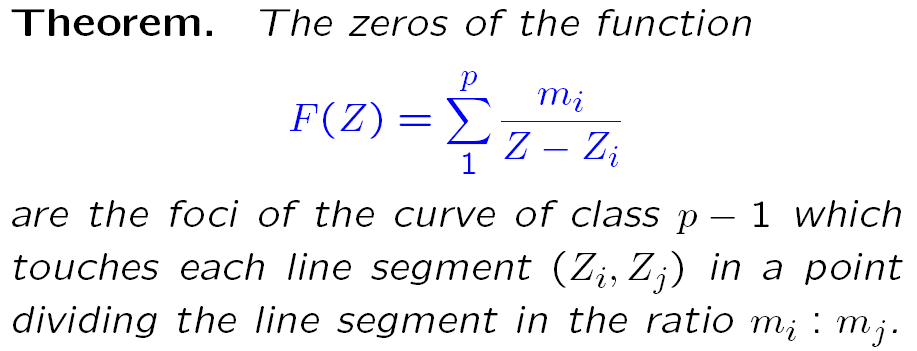 Theorem. The zeros of the function
F(Z) = \sum_{1}^{p} \frac{m_i}{Z - Z_i}
are the foci of the curve of class p − 1 which
touches each line segment (Z_i, Z_j) in a point
dividing the line segment in the ratio m_i : m_j.